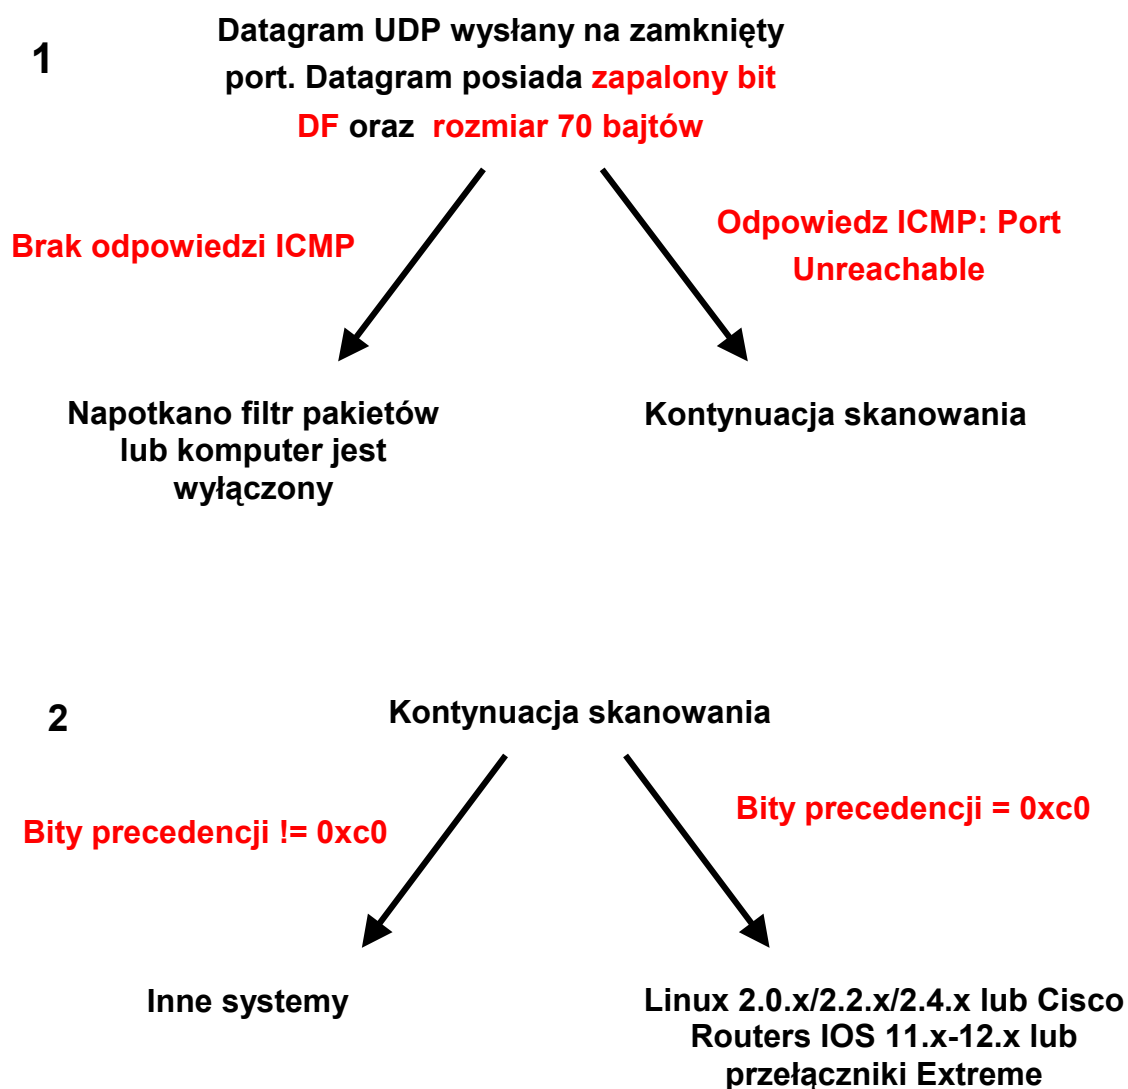 1
Datagram UDP wysłany na zamknięty
port. Datagram posiada zapalony bit
DF oraz rozmiar 70 bajtów
Brak odpowiedzi ICMP
Odpowiedz ICMP: Port
Unreachable
Napotkano filtr pakietów
lub komputer jest
wyłączony
Kontynuacja skanowania
2
Kontynuacja skanowania
Bity precedencji != 0xc0
Bity precedencji = 0xc0
Inne systemy
Linux 2.0.x/2.2.x/2.4.x lub Cisco
Routers IOS 11.x-12.x lub
przełączniki Extreme